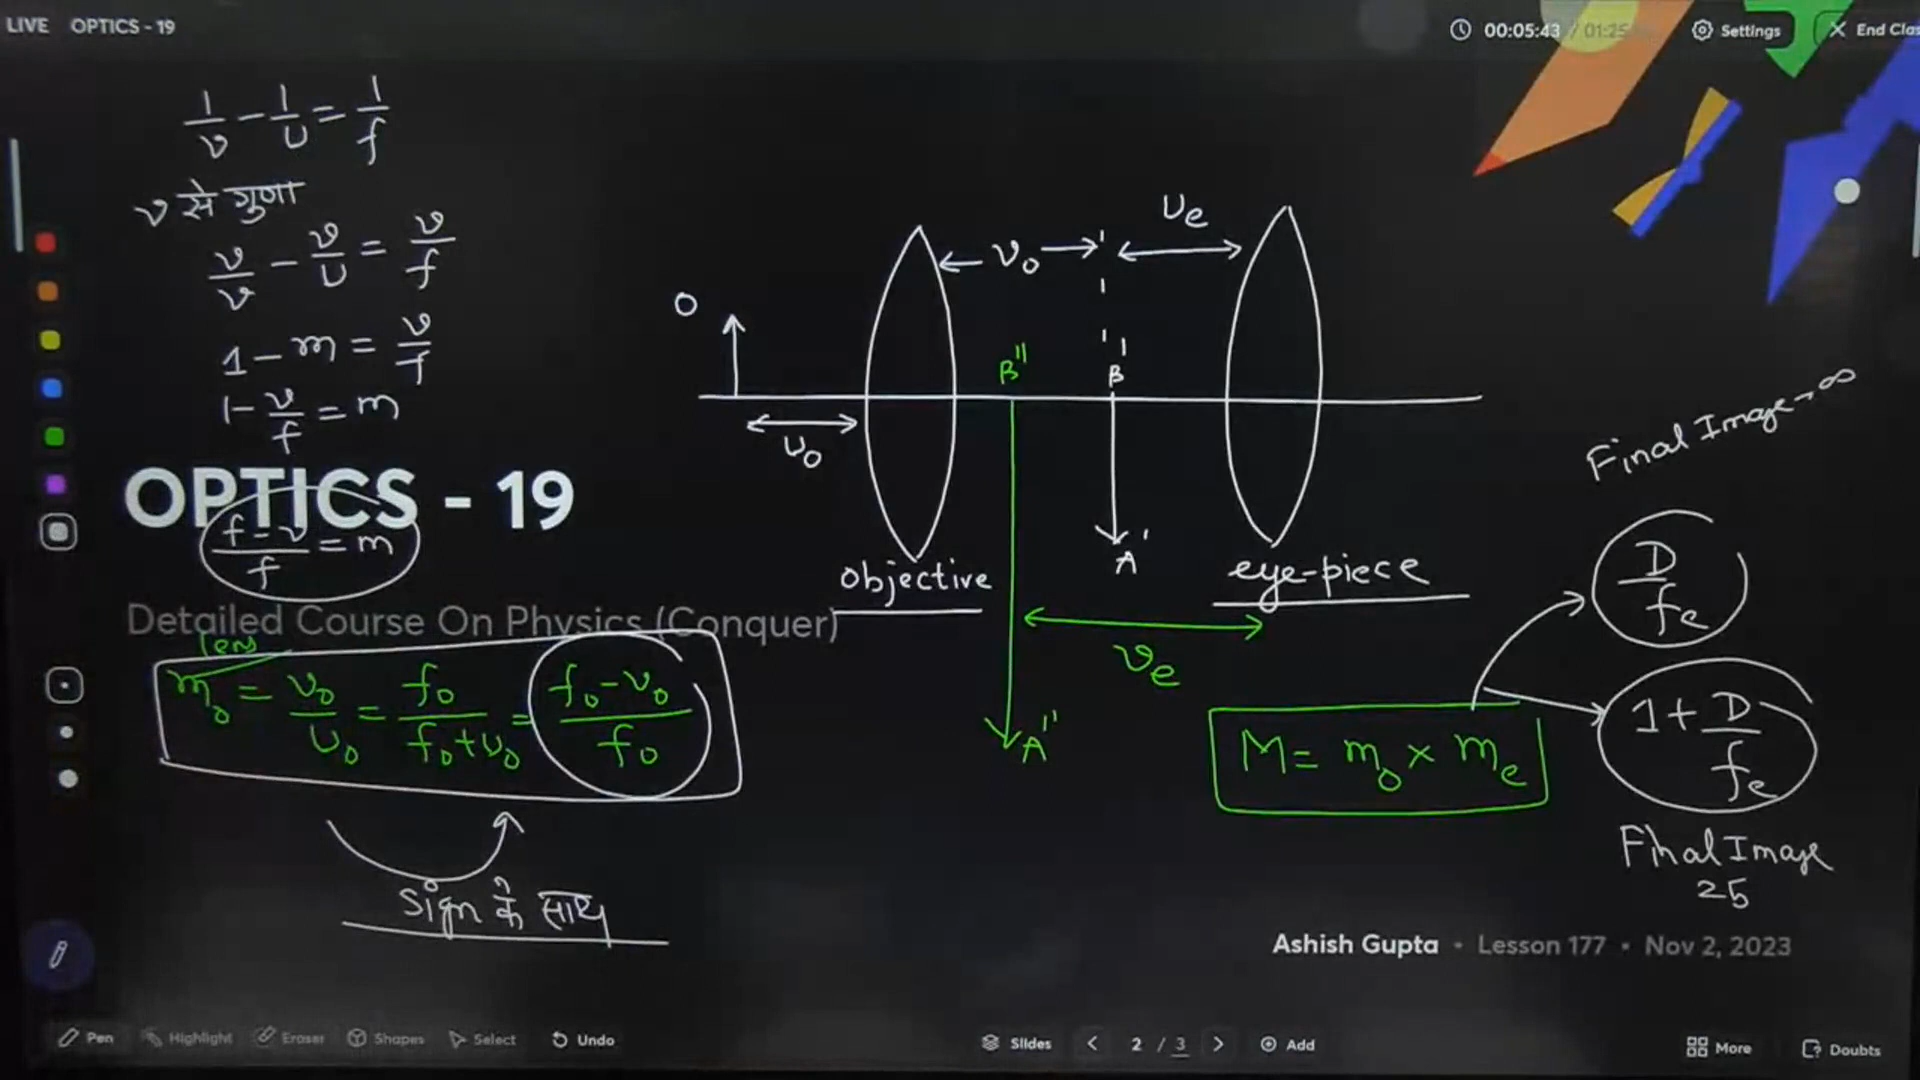 LIVE OPTICS - 19
00:05:43 / 01:25
Settings
End Clas
1/v - 1/u = 1/f
v से गुणा
v/v - v/u = v/f
1 - m = v/f
1 - v/f = m
OPTICS - 19
f - v/f = m
Detailed Course On Physics (Conquer)
lens
m₀ = v₀/u₀ = f₀/f₀+u₀ = f₀-v₀/f₀
Sign के साथ
O
u₀
v₀
uₑ
B''
B'
A'
A''
objective
eye-piece
vₑ
M = m₀ × mₑ
Final Image → ∞
D/fₑ
1 + D/fₑ
Final Image
25
Ashish Gupta • Lesson 177 • Nov 2, 2023
Pen Highlight Eraser Shapes Select Undo
Slides < 2 / 3 > Add
More Doubts